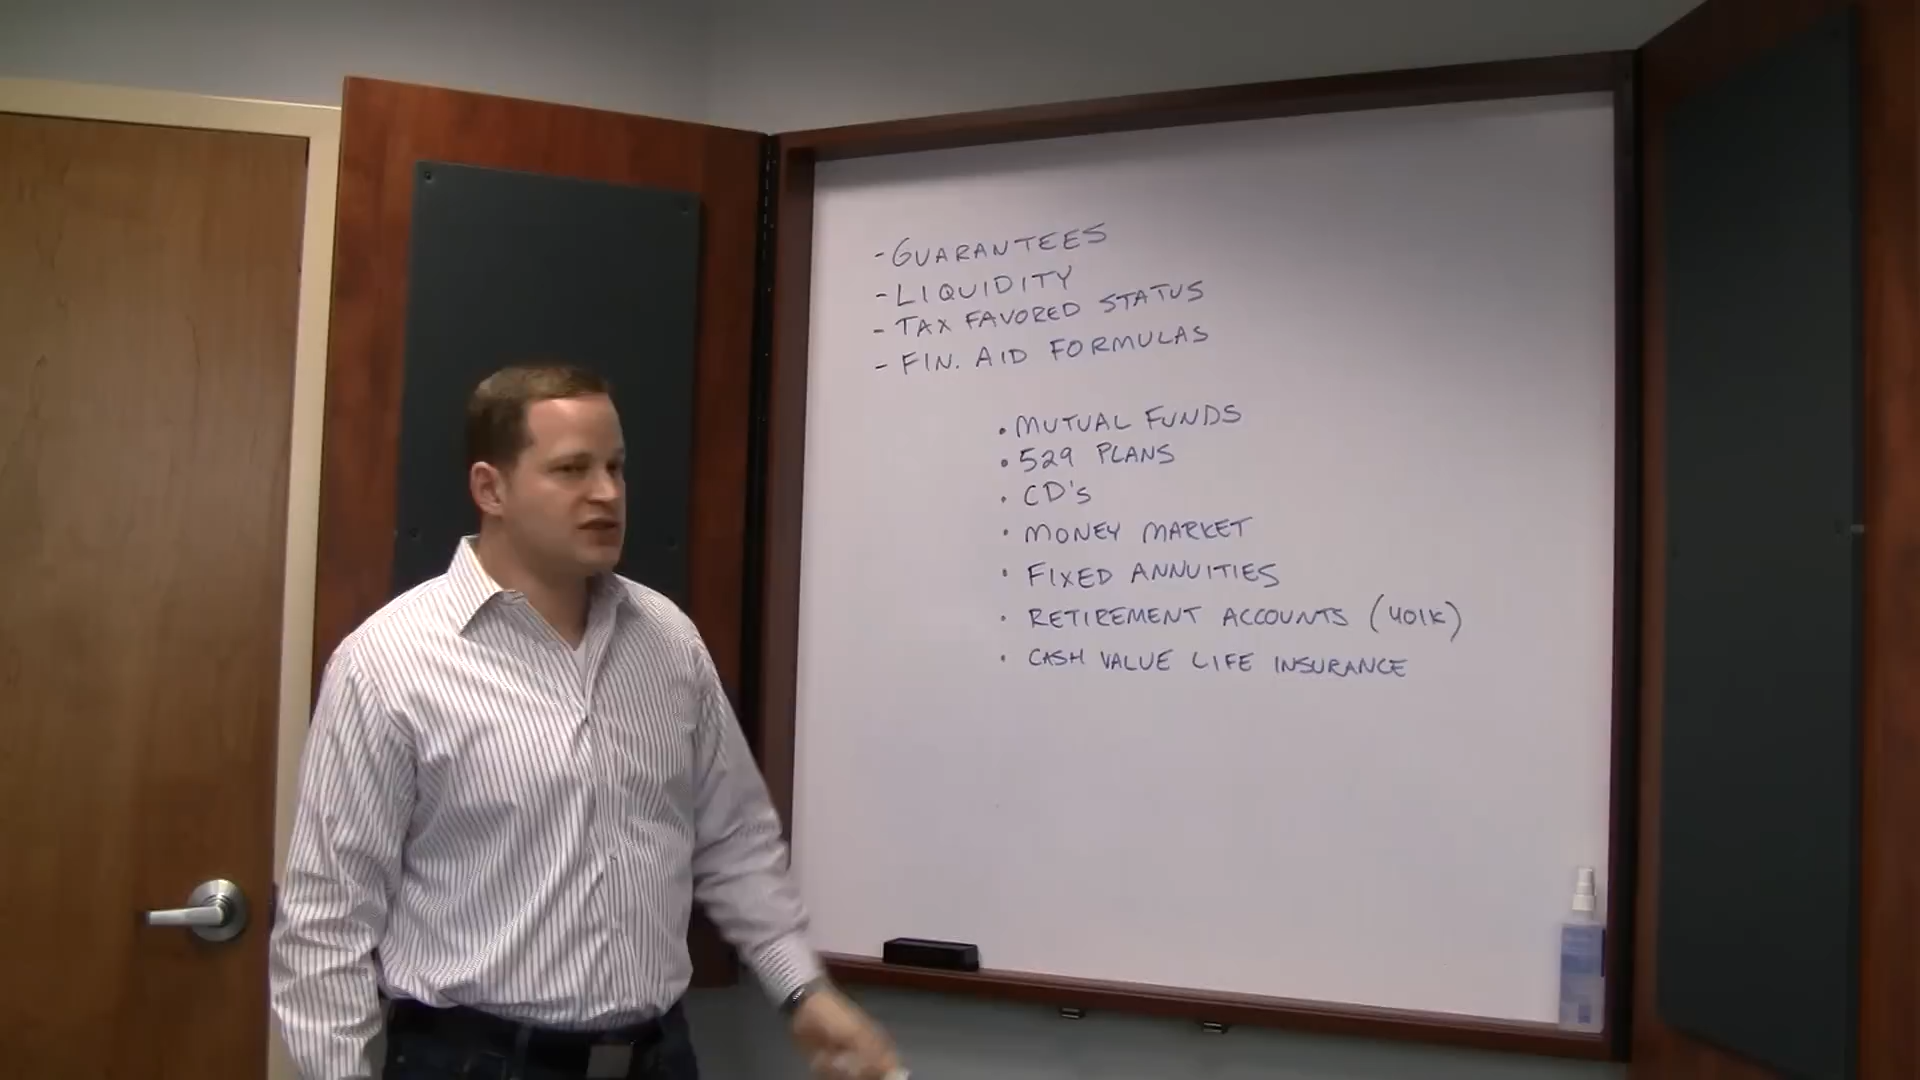 - GUARANTEES
- LIQUIDITY
- TAX FAVORED STATUS
- FIN. AID FORMULAS
• MUTUAL FUNDS
• 529 PLANS
• CD's
• MONEY MARKET
• FIXED ANNUITIES
• RETIREMENT ACCOUNTS (401K)
• CASH VALUE LIFE INSURANCE